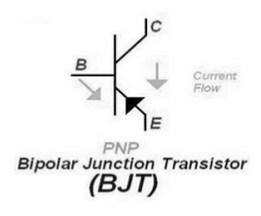 C
B
Current
Flow
E
PNP
Bipolar Junction Transistor
(BJT)